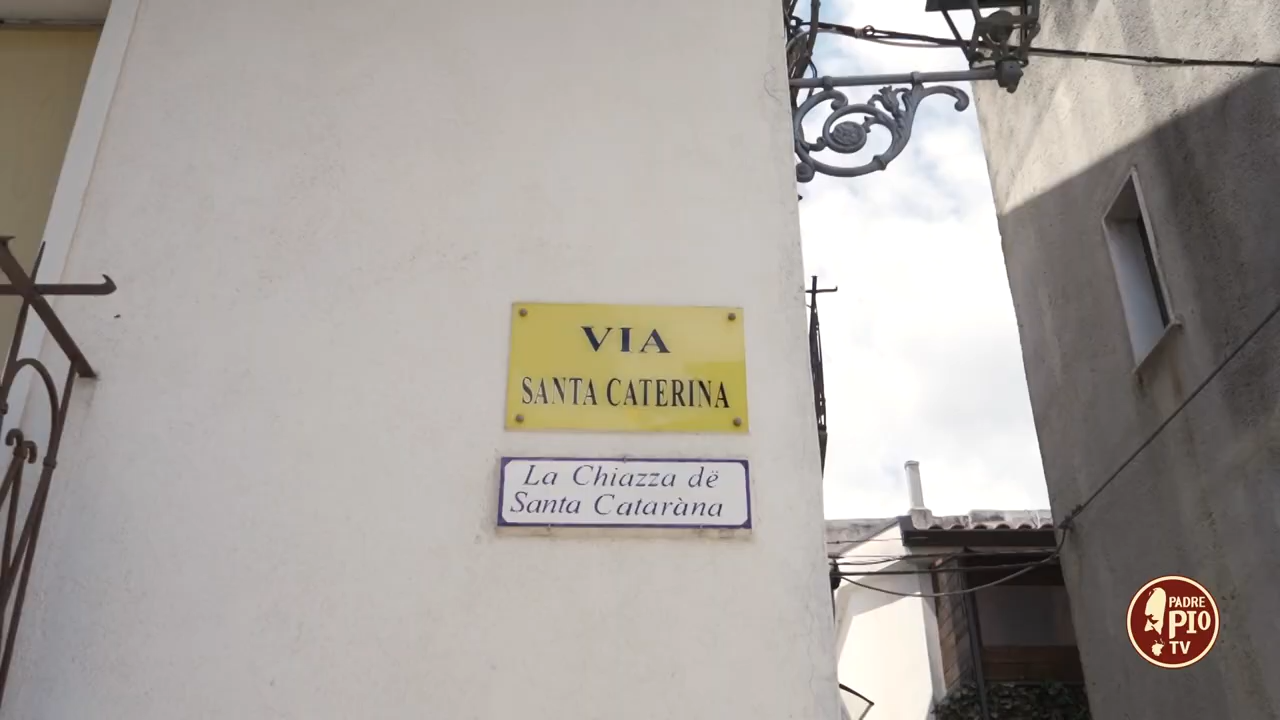 VIA
SANTA CATERINA
La Chiazza dë
Santa Cataràna
PADRE
PIO
TV